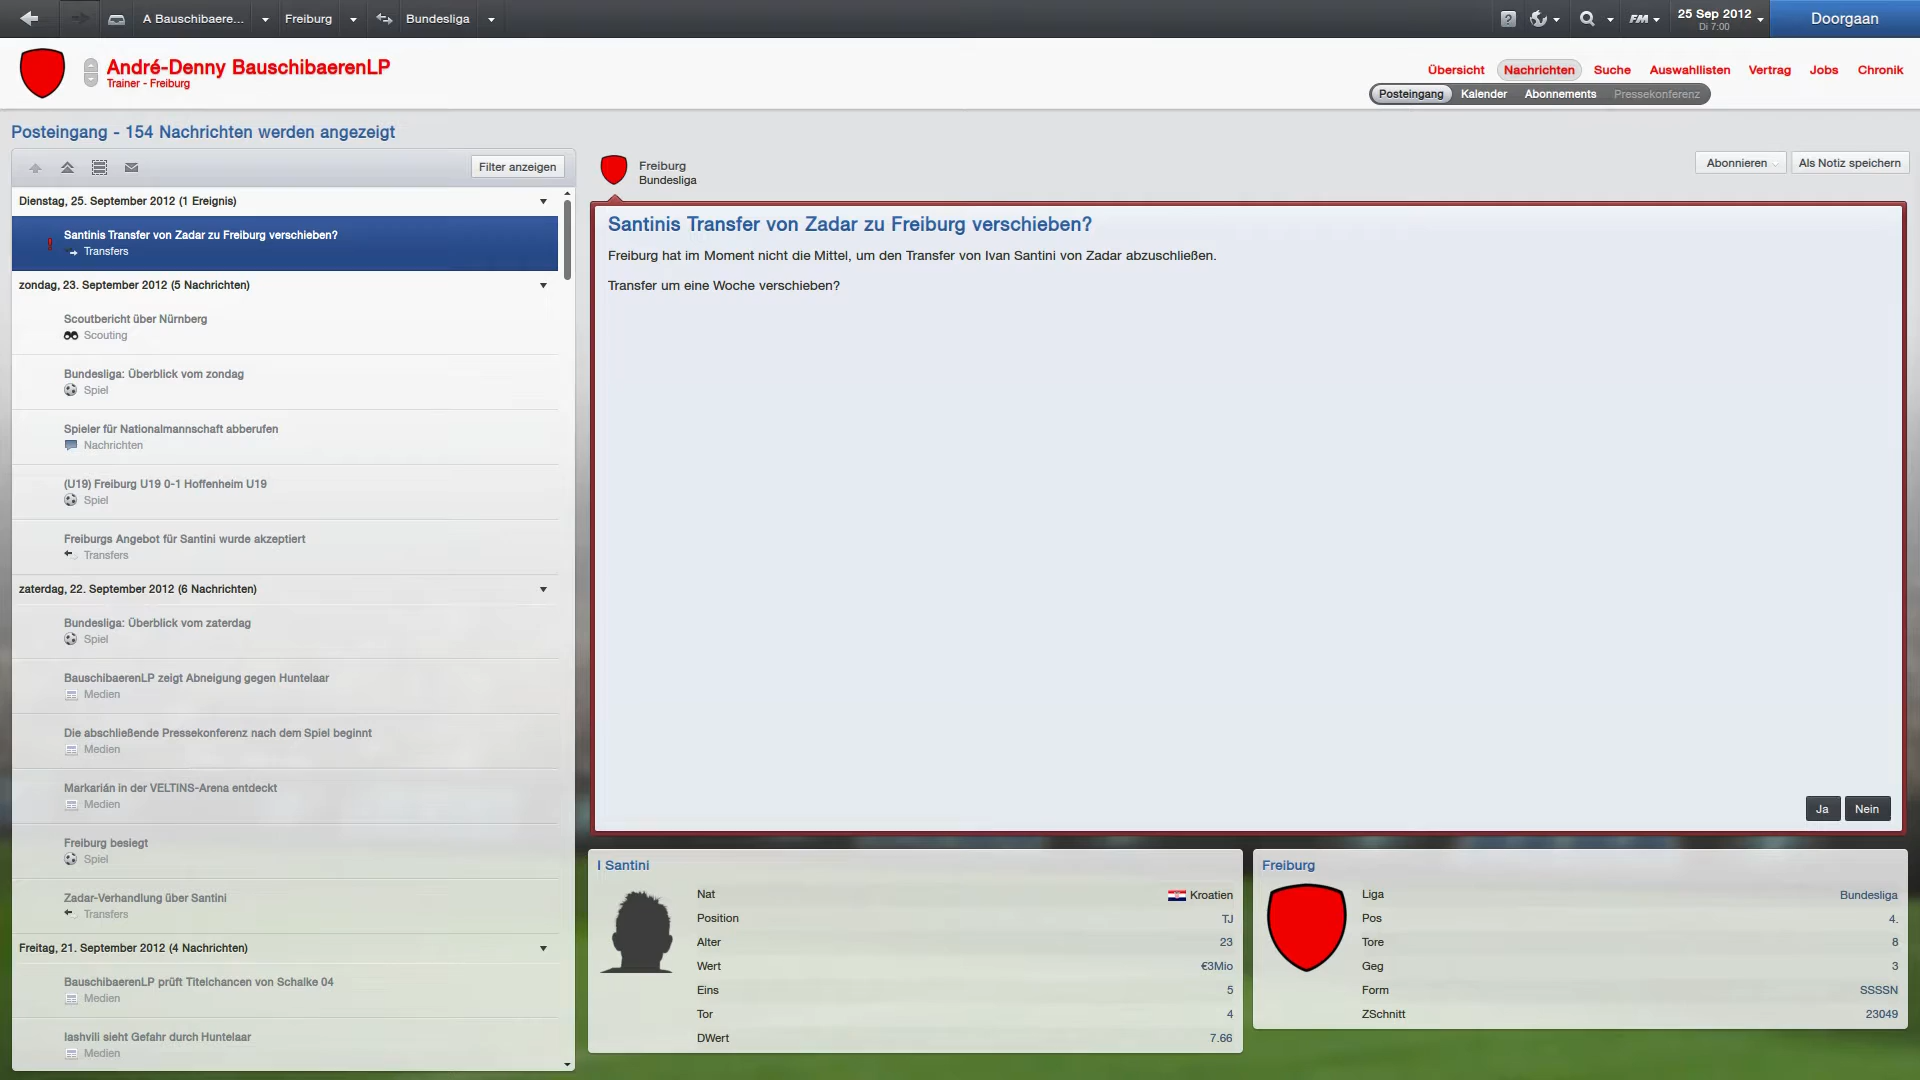 A Bauschibaere...
Freiburg
Bundesliga
FM
25 Sep 2012
Di 7:00
Doorgaan
André-Denny BauschibaerenLP
Trainer - Freiburg
Übersicht
Nachrichten
Suche
Auswahllisten
Vertrag
Jobs
Chronik
Posteingang
Kalender
Abonnements
Pressekonferenz
Posteingang - 154 Nachrichten werden angezeigt
Filter anzeigen
Dienstag, 25. September 2012 (1 Ereignis)
Santinis Transfer von Zadar zu Freiburg verschieben?
Transfers
zondag, 23. September 2012 (5 Nachrichten)
Scoutbericht über Nürnberg
Scouting
Bundesliga: Überblick vom zondag
Spiel
Spieler für Nationalmannschaft abberufen
Nachrichten
(U19) Freiburg U19 0-1 Hoffenheim U19
Spiel
Freiburgs Angebot für Santini wurde akzeptiert
Transfers
zaterdag, 22. September 2012 (6 Nachrichten)
Bundesliga: Überblick vom zaterdag
Spiel
BauschibaerenLP zeigt Abneigung gegen Huntelaar
Medien
Die abschließende Pressekonferenz nach dem Spiel beginnt
Medien
Markarián in der VELTINS-Arena entdeckt
Medien
Freiburg besiegt
Spiel
Zadar-Verhandlung über Santini
Transfers
Freitag, 21. September 2012 (4 Nachrichten)
BauschibaerenLP prüft Titelchancen von Schalke 04
Medien
Iashvili sieht Gefahr durch Huntelaar
Medien
Freiburg
Bundesliga
Abonnieren
Als Notiz speichern
Santinis Transfer von Zadar zu Freiburg verschieben?
Freiburg hat im Moment nicht die Mittel, um den Transfer von Ivan Santini von Zadar abzuschließen.
Transfer um eine Woche verschieben?
Ja
Nein
I Santini
Nat Kroatien
Position TJ
Alter 23
Wert €3Mio
Eins 5
Tor 4
DWert 7.66
Freiburg
Liga Bundesliga
Pos 4.
Tore 8
Geg 3
Form SSSSN
ZSchnitt 23049